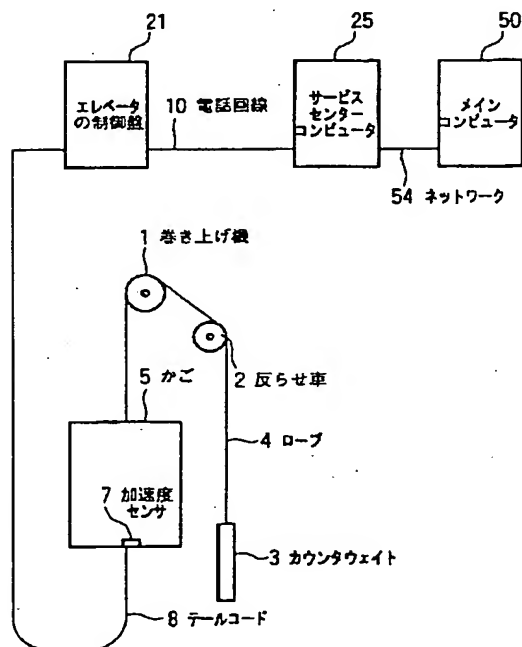 21
25
50
エレベータ
の制御盤
10 電話回線
サービス
センター
コンピュータ
メイン
コンピュータ
54 ネットワーク
1 巻き上げ機
2 反らせ車
5 かご
4 ロープ
7 加速度
センサ
3 カウンタウェイト
8 テールコード